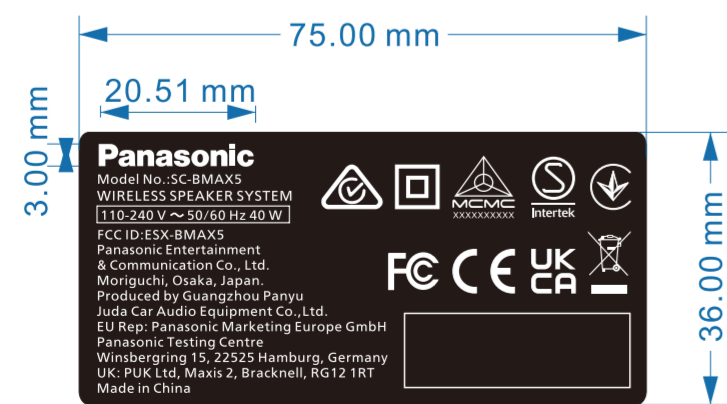 75.00 mm
20.51 mm
3.00 mm
36.00 mm
Panasonic
Model No.:SC-BMAX5
WIRELESS SPEAKER SYSTEM
110-240 V ~ 50/60 Hz 40 W
FCC ID:ESX-BMAX5
Panasonic Entertainment
& Communication Co., Ltd.
Moriguchi, Osaka, Japan.
Produced by Guangzhou Panyu
Juda Car Audio Equipment Co.,Ltd.
EU Rep: Panasonic Marketing Europe GmbH
Panasonic Testing Centre
Winsbergring 15, 22525 Hamburg, Germany
UK: PUK Ltd, Maxis 2, Bracknell, RG12 1RT
Made in China
MCMC
XXXXXXXXXX
S
Intertek
FC CE UK
CA